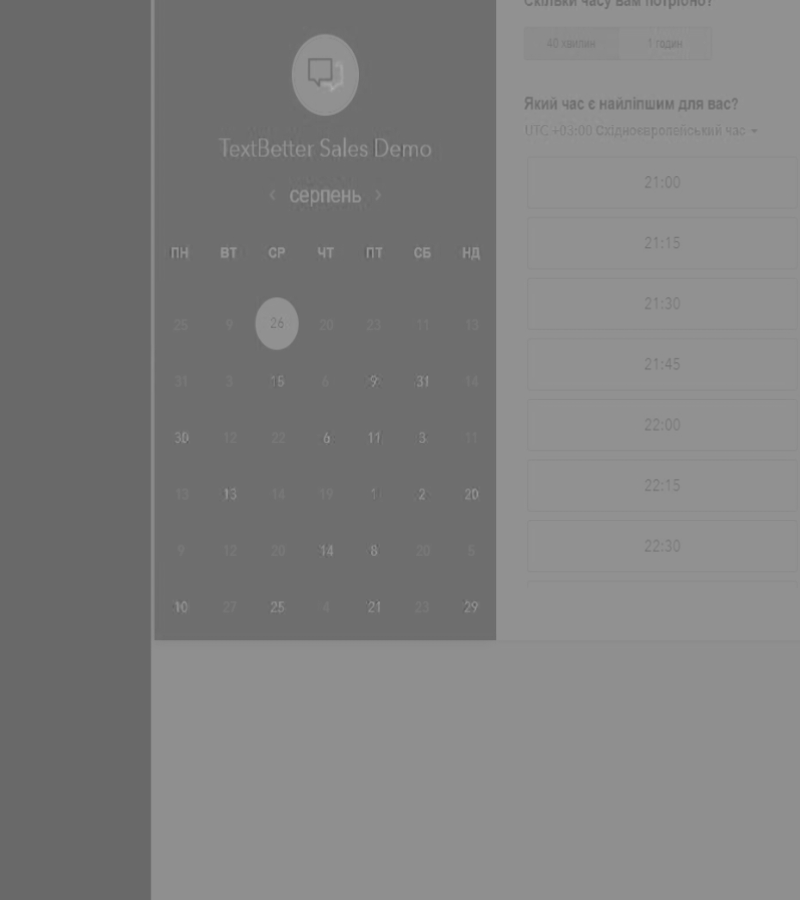 TextBetter Sales Demo
‹ серпень ›
ПН ВТ СР ЧТ ПТ СБ НД
25 9 26 20 23 11 13
31 3 15 6 9 31 14
30 12 22 6 11 3 11
13 13 14 19 1 2 20
9 12 20 14 8 20 5
10 27 25 4 21 23 29
Скільки часу вам потрібно?
40 хвилин 1 годин
Який час є найліпшим для вас?
UTC +03:00 Східноєвропейський час
21:00
21:15
21:30
21:45
22:00
22:15
22:30